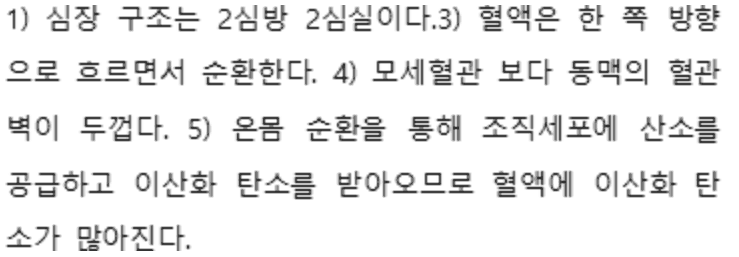 1) 심장 구조는 2심방 2심실이다.3) 혈액은 한 쪽 방향
으로 흐르면서 순환한다. 4) 모세혈관 보다 동맥의 혈관
벽이 두껍다. 5) 온몸 순환을 통해 조직세포에 산소를
공급하고 이산화 탄소를 받아오므로 혈액에 이산화 탄
소가 많아진다.